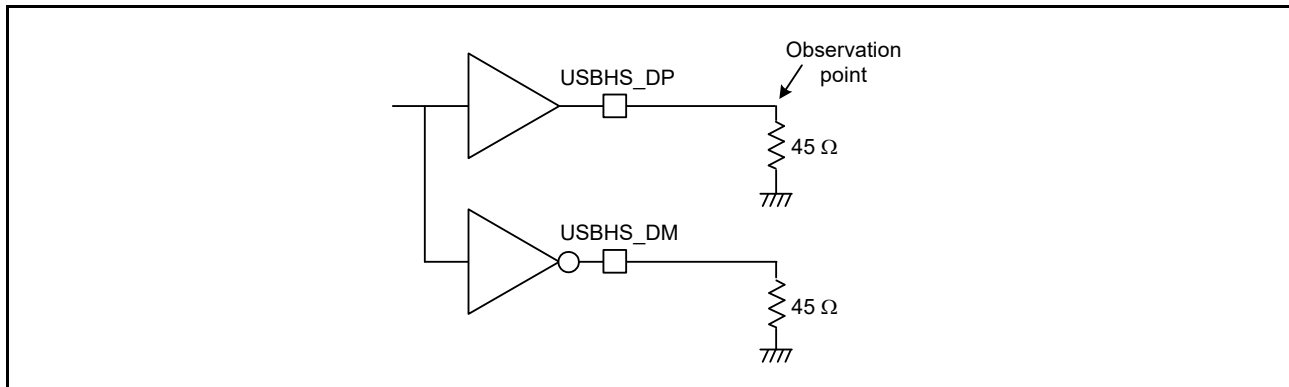 Observation
point
USBHS_DP
45 Ω
USBHS_DM
45 Ω